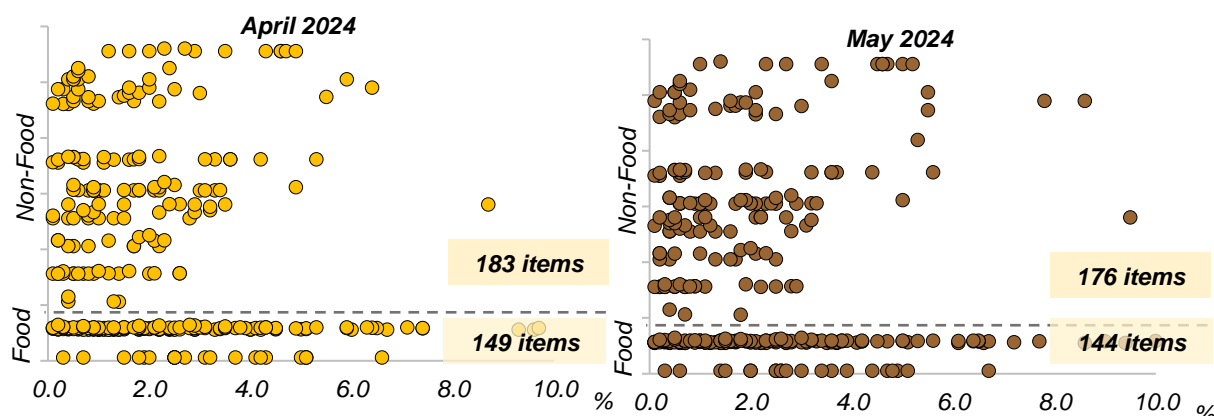 April 2024
Non-Food
Food
183 items
149 items
0.0 2.0 4.0 6.0 8.0 10.0 %
May 2024
Non-Food
Food
176 items
144 items
0.0 2.0 4.0 6.0 8.0 10.0 %